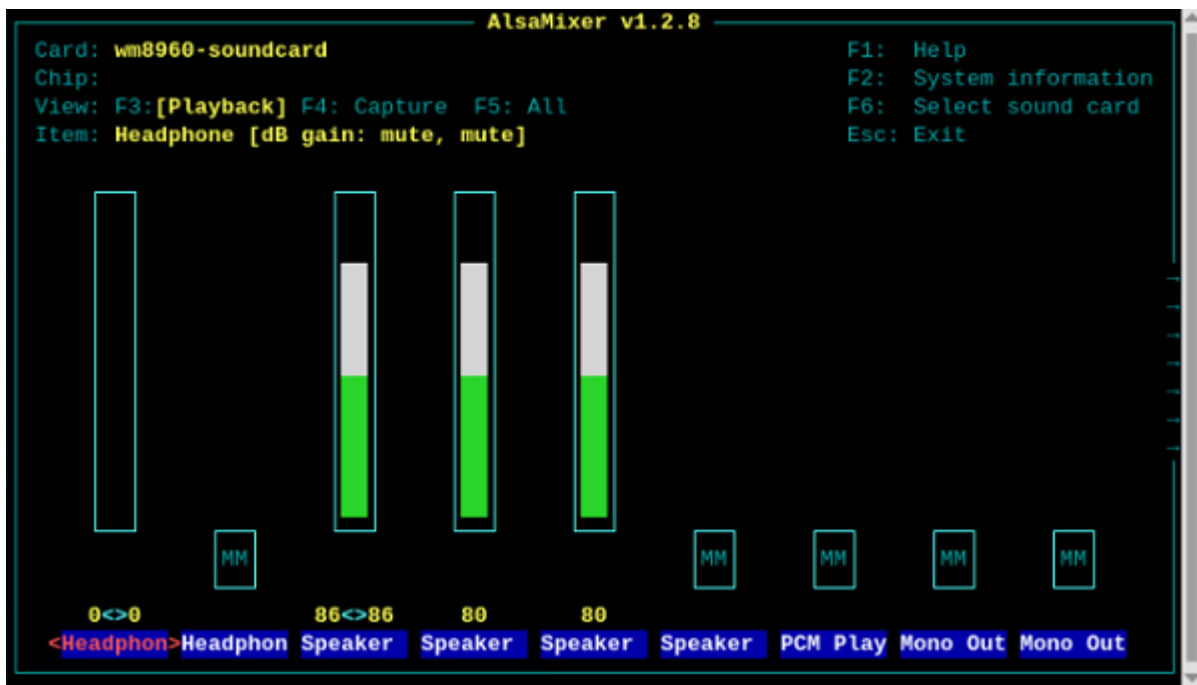 AlsaMixer v1.2.8
Card: wm8960-soundcard F1: Help
Chip: F2: System information
View: F3:[Playback] F4: Capture F5: All F6: Select sound card
Item: Headphone [dB gain: mute, mute] Esc: Exit
MM MM MM MM MM
0<>0 86<>86 80 80
<Headphon>Headphon Speaker Speaker Speaker Speaker PCM Play Mono Out Mono Out